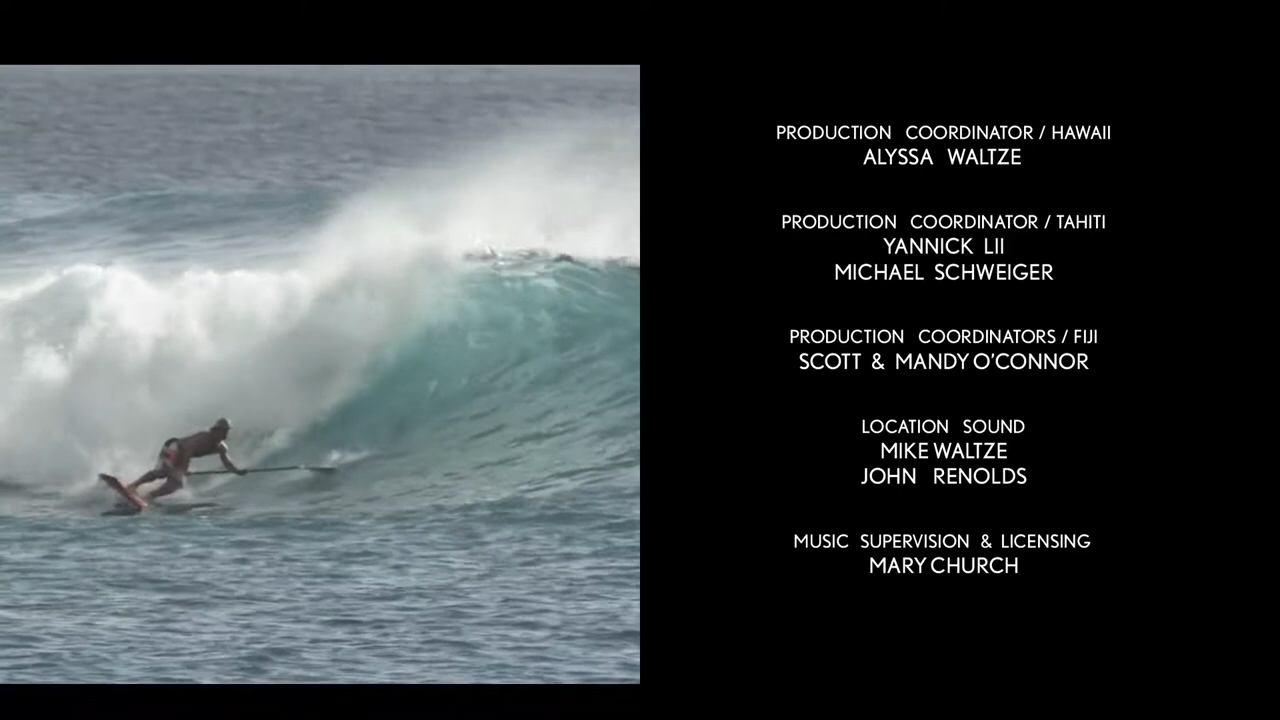 PRODUCTION COORDINATOR / HAWAII
ALYSSA WALTZE
PRODUCTION COORDINATOR / TAHITI
YANNICK LII
MICHAEL SCHWEIGER
PRODUCTION COORDINATORS / FIJI
SCOTT & MANDY O'CONNOR
LOCATION SOUND
MIKE WALTZE
JOHN RENOLDS
MUSIC SUPERVISION & LICENSING
MARY CHURCH